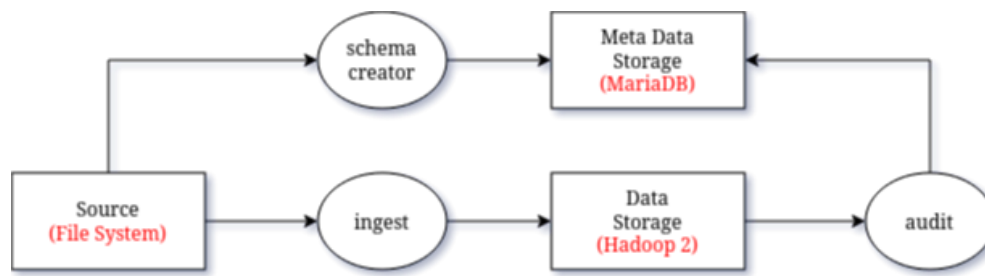 schema
creator
Meta Data
Storage
(MariaDB)
Source
(File System)
ingest
Data
Storage
(Hadoop 2)
audit